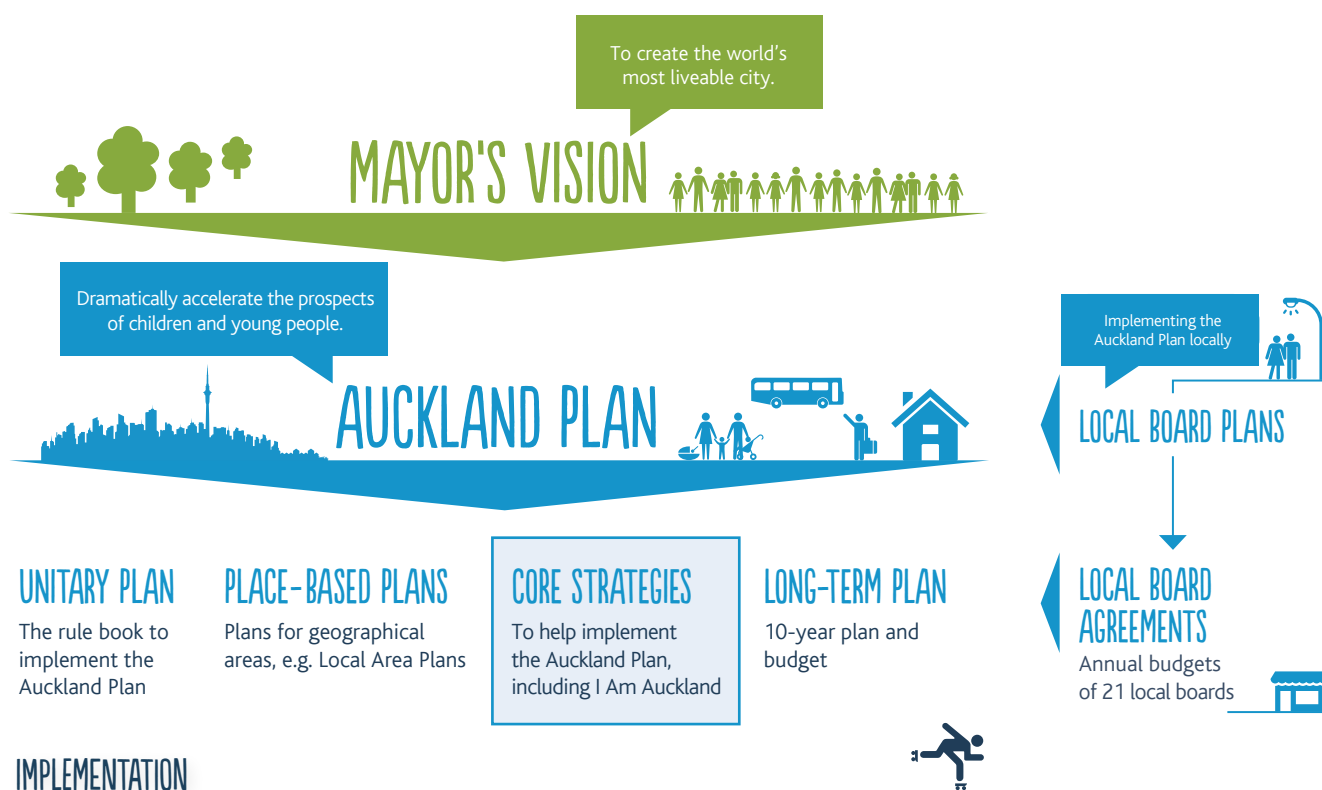 To create the world's
most liveable city.
MAYOR'S VISION
Dramatically accelerate the prospects
of children and young people.
AUCKLAND PLAN
Implementing the
Auckland Plan locally
LOCAL BOARD PLANS
UNITARY PLAN
The rule book to
implement the
Auckland Plan
PLACE-BASED PLANS
Plans for geographical
areas, e.g. Local Area Plans
CORE STRATEGIES
To help implement
the Auckland Plan,
including I Am Auckland
LONG-TERM PLAN
10-year plan and
budget
LOCAL BOARD
AGREEMENTS
Annual budgets
of 21 local boards
IMPLEMENTATION